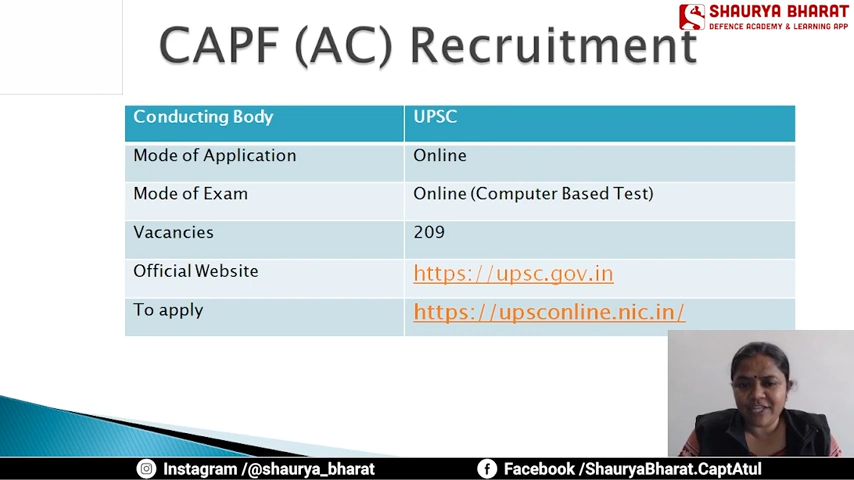 SHAURYA BHARAT
DEFENCE ACADEMY & LEARNING APP
CAPF (AC) Recruitment
Conducting Body UPSC
Mode of Application Online
Mode of Exam Online (Computer Based Test)
Vacancies 209
Official Website https://upsc.gov.in
To apply https://upsconline.nic.in/
Instagram /@shaurya_bharat Facebook /ShauryaBharat.CaptAtul